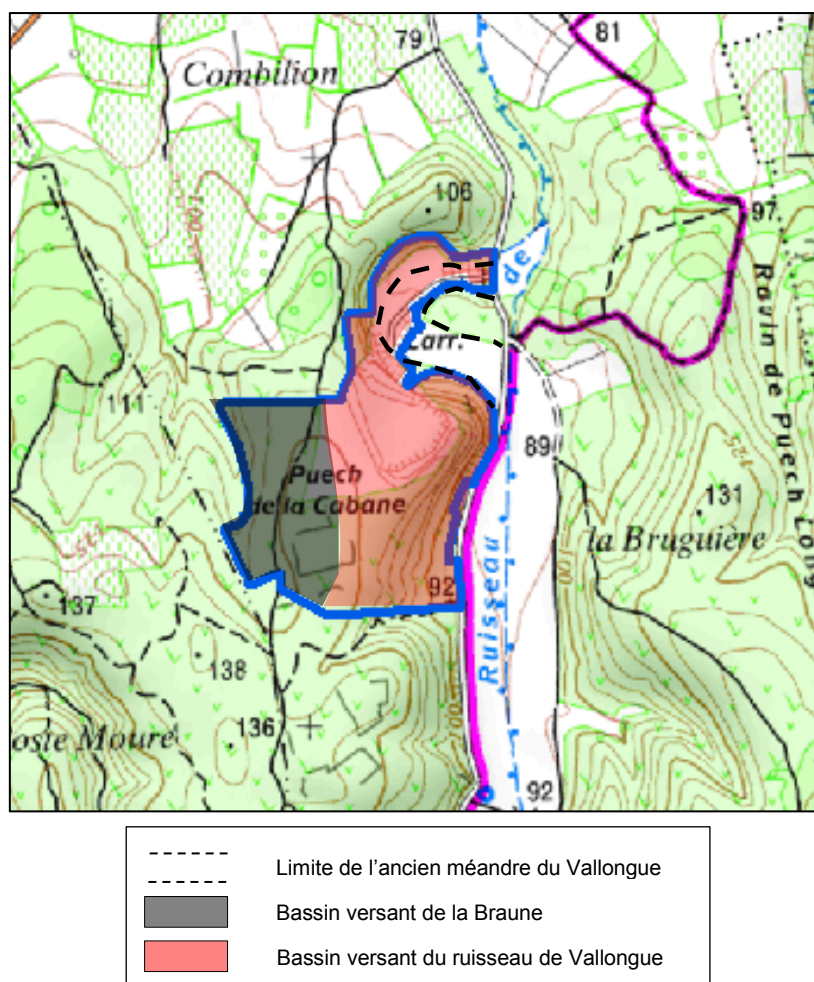 79
81
Combilion
106
97
de
Ravin de Puech Long
Carr.
111
89
125
Puech
de la Cabane
131
la Bruguière
92
100
Ruisseau
137
138
136
oste Moure
92
Limite de l'ancien méandre du Vallongue
Bassin versant de la Braune
Bassin versant du ruisseau de Vallongue